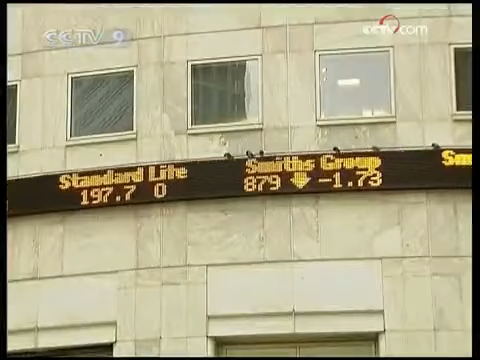 CCTV 9
cctv.com
Standard Life
197.7 0
Smiths Group
879 -1.73